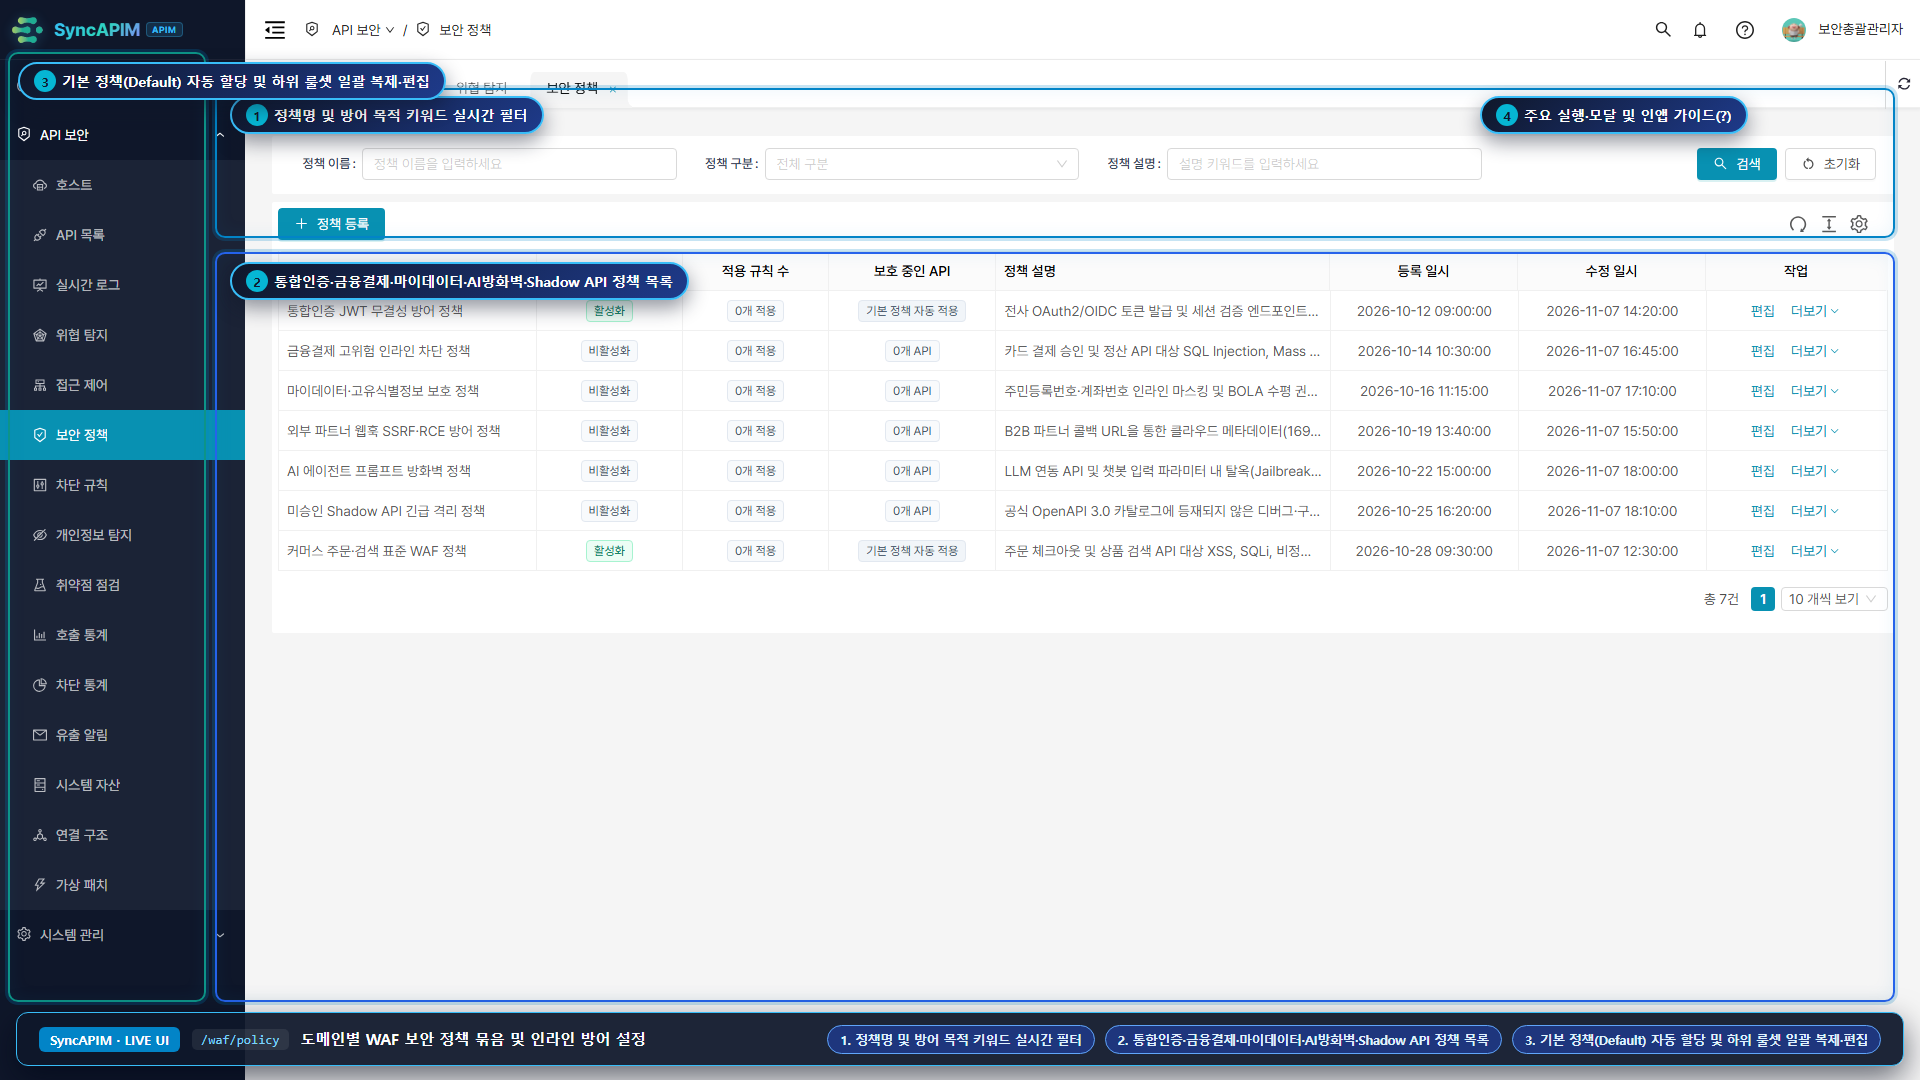 SyncAPIM APIM
API 보안 / 보안 정책
보안총괄관리자
3 기본 정책(Default) 자동 할당 및 하위 룰셋 일괄 복제·편집
위협 탐지
보안 정책 ×
1 정책명 및 방어 목적 키워드 실시간 필터
4 주요 실행·모달 및 인앱 가이드(?)
API 보안
호스트
API 목록
실시간 로그
위협 탐지
접근 제어
보안 정책
차단 규칙
개인정보 탐지
취약점 점검
호출 통계
차단 통계
유출 알림
시스템 자산
연결 구조
가상 패치
시스템 관리
정책 이름: 정책 이름을 입력하세요
정책 구분: 전체 구분
정책 설명: 설명 키워드를 입력하세요
검색
초기화
+ 정책 등록
2 통합인증·금융결제·마이데이터·AI방화벽·Shadow API 정책 목록
적용 규칙 수 보호 중인 API 정책 설명 등록 일시 수정 일시 작업
통합인증 JWT 무결성 방어 정책 활성화 0개 적용 기본 정책 자동 적용 전사 OAuth2/OIDC 토큰 발급 및 세션 검증 엔드포인트... 2026-10-12 09:00:00 2026-11-07 14:20:00 편집 더보기
금융결제 고위험 인라인 차단 정책 비활성화 0개 적용 0개 API 카드 결제 승인 및 정산 API 대상 SQL Injection, Mass ... 2026-10-14 10:30:00 2026-11-07 16:45:00 편집 더보기
마이데이터·고유식별정보 보호 정책 비활성화 0개 적용 0개 API 주민등록번호·계좌번호 인라인 마스킹 및 BOLA 수평 권... 2026-10-16 11:15:00 2026-11-07 17:10:00 편집 더보기
외부 파트너 웹훅 SSRF·RCE 방어 정책 비활성화 0개 적용 0개 API B2B 파트너 콜백 URL을 통한 클라우드 메타데이터(169... 2026-10-19 13:40:00 2026-11-07 15:50:00 편집 더보기
AI 에이전트 프롬프트 방화벽 정책 비활성화 0개 적용 0개 API LLM 연동 API 및 챗봇 입력 파라미터 내 탈옥(Jailbreak... 2026-10-22 15:00:00 2026-11-07 18:00:00 편집 더보기
미승인 Shadow API 긴급 격리 정책 비활성화 0개 적용 0개 API 공식 OpenAPI 3.0 카탈로그에 등재되지 않은 디버그·구... 2026-10-25 16:20:00 2026-11-07 18:10:00 편집 더보기
커머스 주문·검색 표준 WAF 정책 활성화 0개 적용 기본 정책 자동 적용 주문 체크아웃 및 상품 검색 API 대상 XSS, SQLi, 비정... 2026-10-28 09:30:00 2026-11-07 12:30:00 편집 더보기
총 7건 1 10 개씩 보기
SyncAPIM · LIVE UI /waf/policy 도메인별 WAF 보안 정책 묶음 및 인라인 방어 설정
1. 정책명 및 방어 목적 키워드 실시간 필터
2. 통합인증·금융결제·마이데이터·AI방화벽·Shadow API 정책 목록
3. 기본 정책(Default) 자동 할당 및 하위 룰셋 일괄 복제·편집